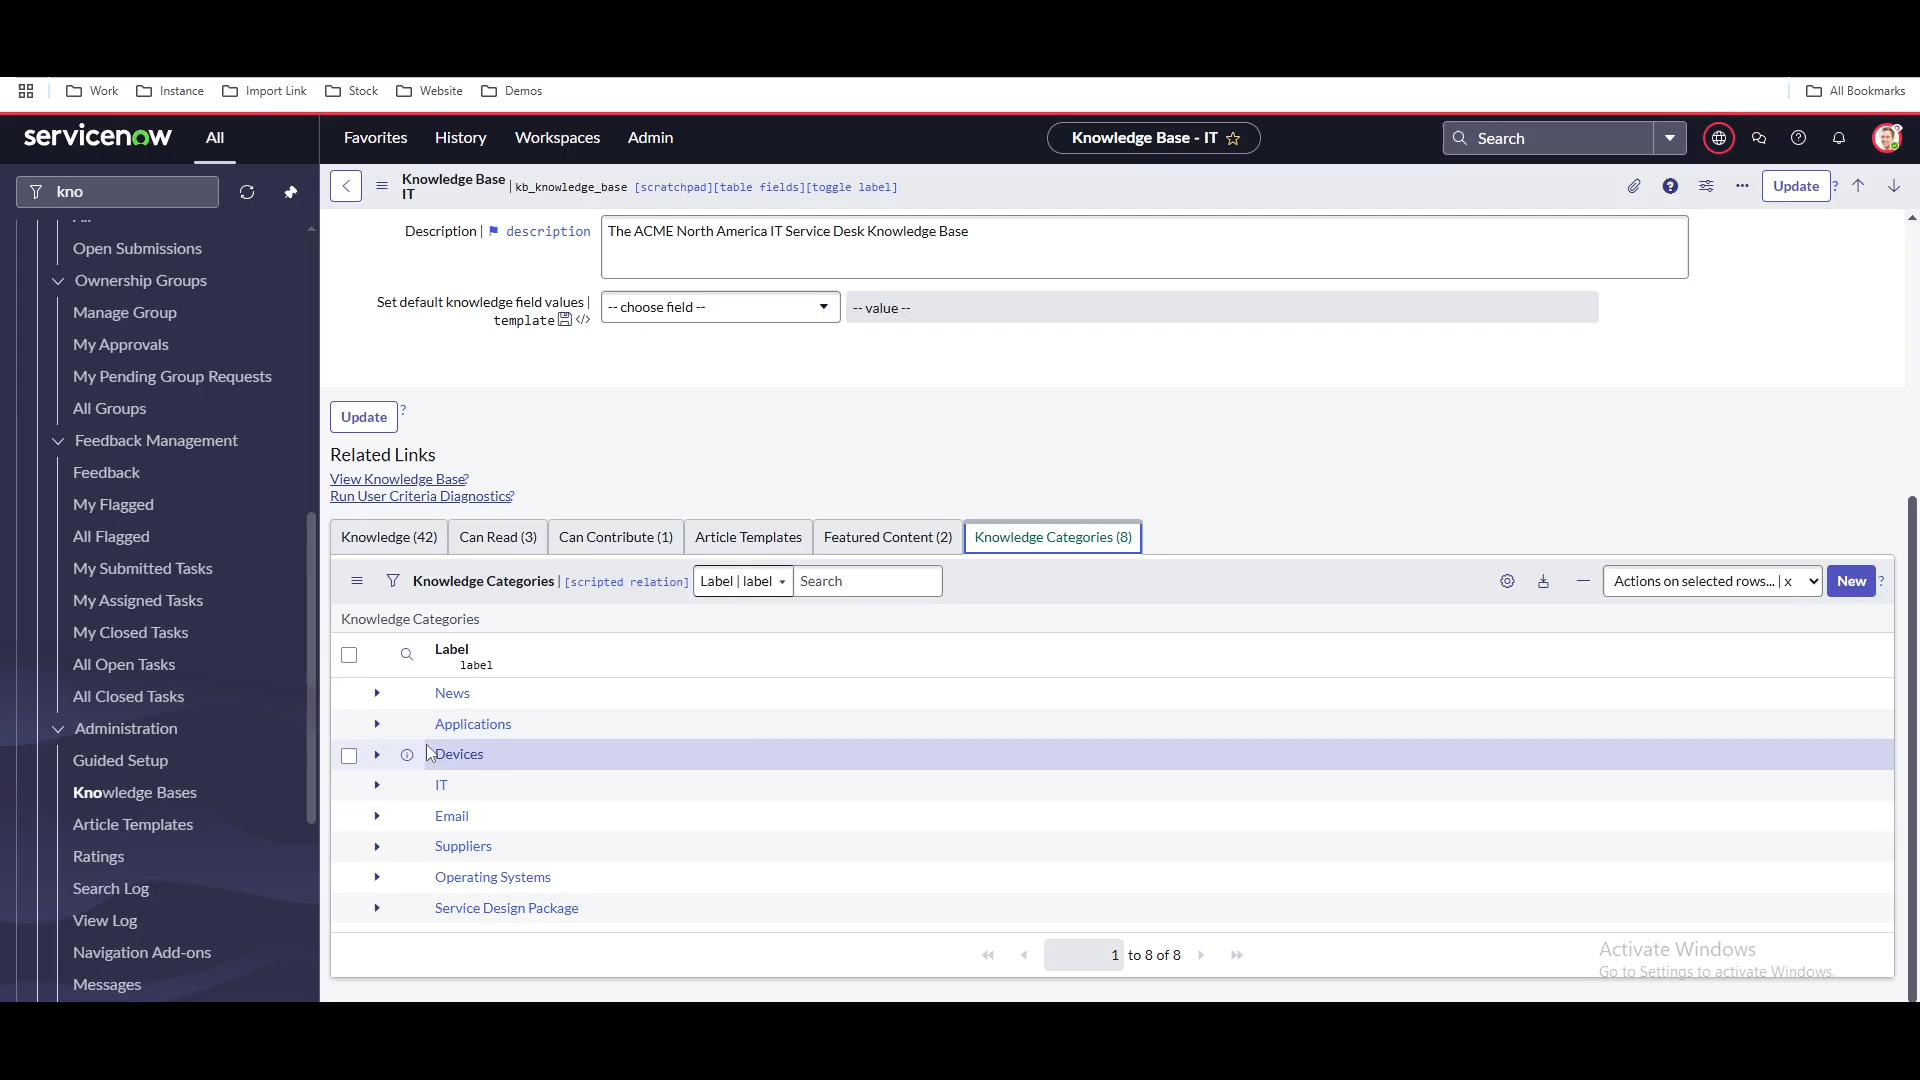 Work
Instance
Import Link
Stock
Website
Demos
All Bookmarks
servicenow
All
Favorites
History
Workspaces
Admin
Knowledge Base - IT
Search
kno
Knowledge Base
IT
kb_knowledge_base [scratchpad][table fields][toggle label]
Update ?
Open Submissions
Ownership Groups
Manage Group
My Approvals
My Pending Group Requests
All Groups
Feedback Management
Feedback
My Flagged
All Flagged
My Submitted Tasks
My Assigned Tasks
My Closed Tasks
All Open Tasks
All Closed Tasks
Administration
Guided Setup
Knowledge Bases
Article Templates
Ratings
Search Log
View Log
Navigation Add-ons
Messages
Description | description
The ACME North America IT Service Desk Knowledge Base
Set default knowledge field values |
template </>
-- choose field --
-- value --
Update ?
Related Links
View Knowledge Base?
Run User Criteria Diagnostics?
Knowledge (42)
Can Read (3)
Can Contribute (1)
Article Templates
Featured Content (2)
Knowledge Categories (8)
Knowledge Categories | [scripted relation]
Label | label
Search
Actions on selected rows... | x
New ?
Knowledge Categories
Label
label
News
Applications
Devices
IT
Email
Suppliers
Operating Systems
Service Design Package
1 to 8 of 8
Activate Windows
Go to Settings to activate Windows.